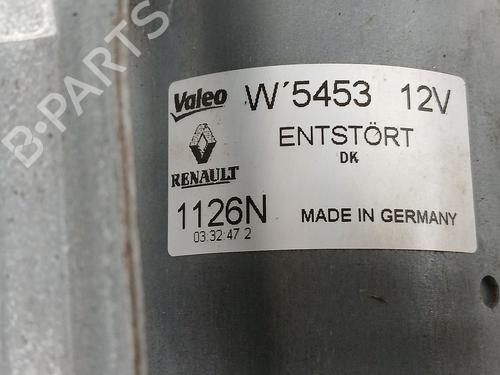 B-PARTS
Valeo W´5453 12V
ENTSTÖRT
DK
RENAULT
1126N MADE IN GERMANY
03:32:47 2